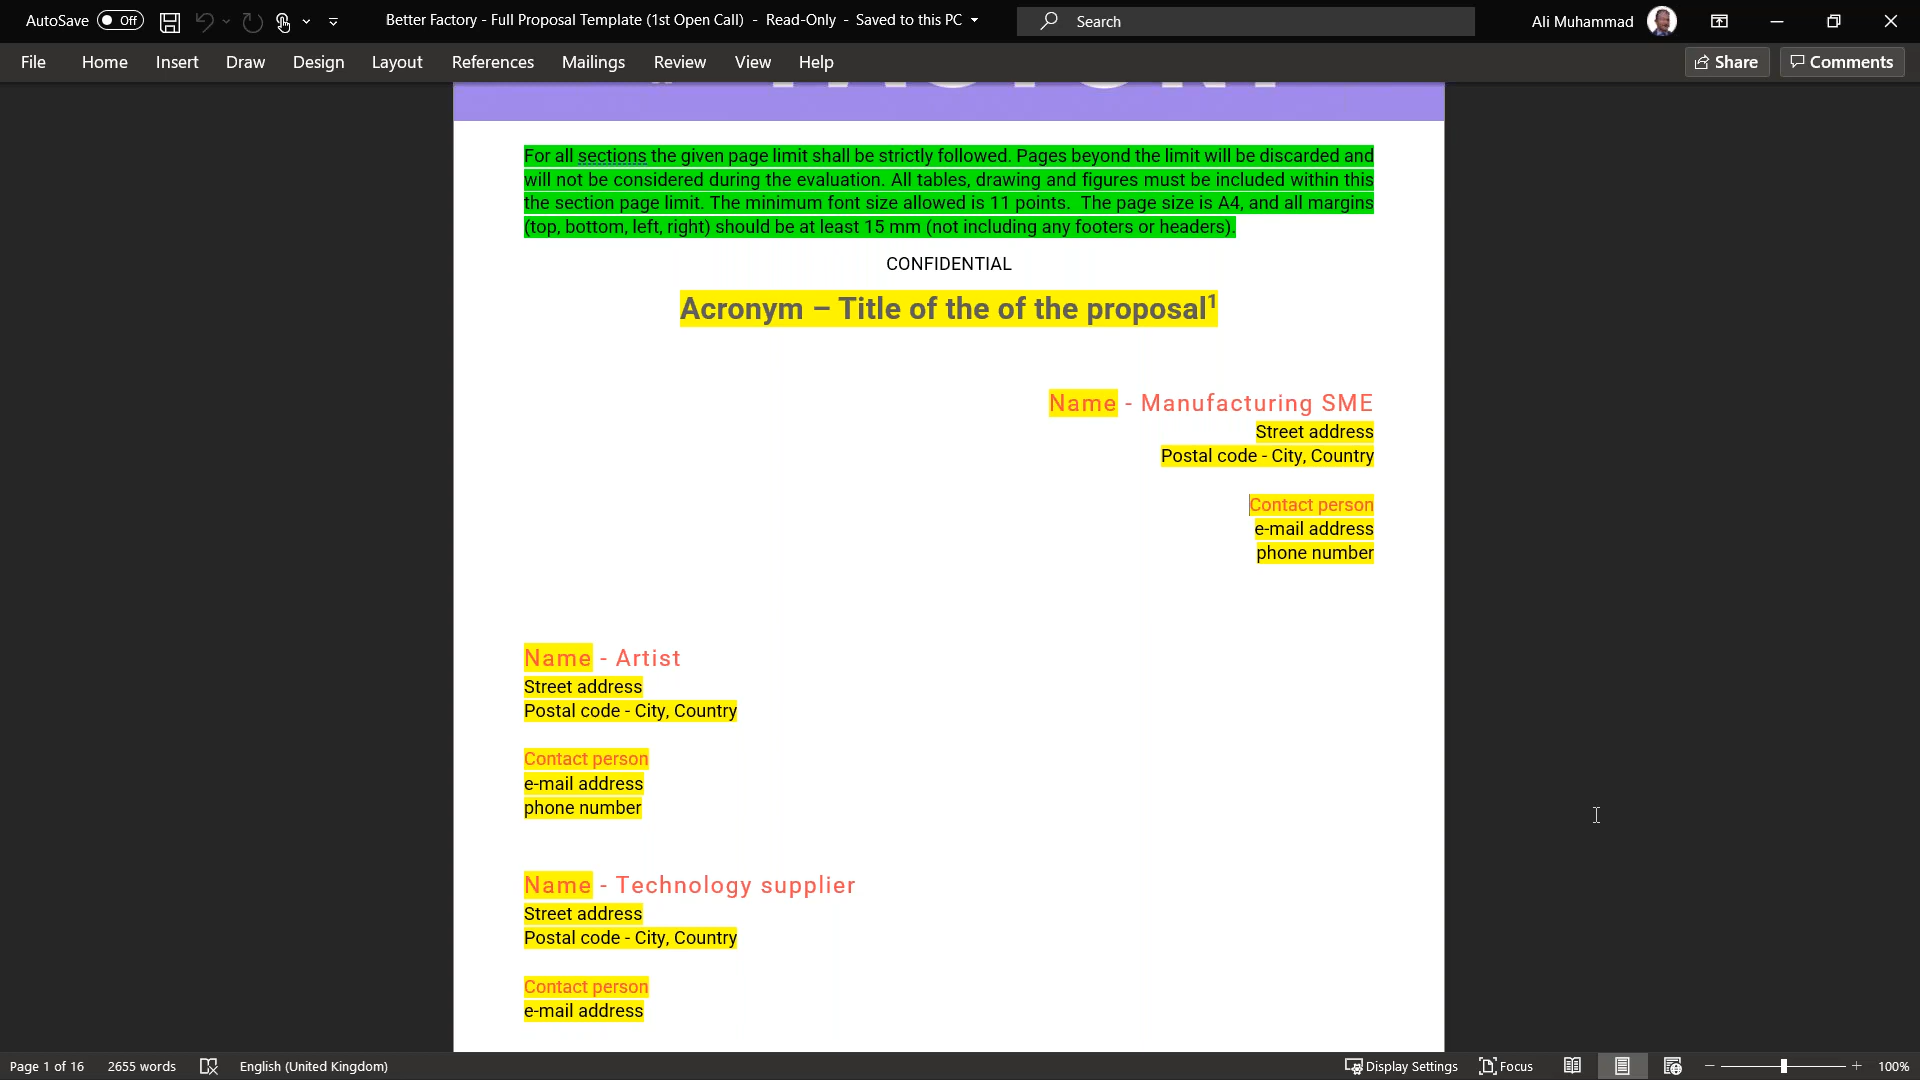 AutoSave Off Better Factory - Full Proposal Template (1st Open Call) - Read-Only - Saved to this PC Search Ali Muhammad
File Home Insert Draw Design Layout References Mailings Review View Help Share Comments
For all sections the given page limit shall be strictly followed. Pages beyond the limit will be discarded and
will not be considered during the evaluation. All tables, drawing and figures must be included within this
the section page limit. The minimum font size allowed is 11 points. The page size is A4, and all margins
(top, bottom, left, right) should be at least 15 mm (not including any footers or headers).
CONFIDENTIAL
Acronym – Title of the of the proposal1
Name - Manufacturing SME
Street address
Postal code - City, Country
Contact person
e-mail address
phone number
Name - Artist
Street address
Postal code - City, Country
Contact person
e-mail address
phone number
Name - Technology supplier
Street address
Postal code - City, Country
Contact person
e-mail address
Page 1 of 16 2655 words English (United Kingdom) Display Settings Focus 100%